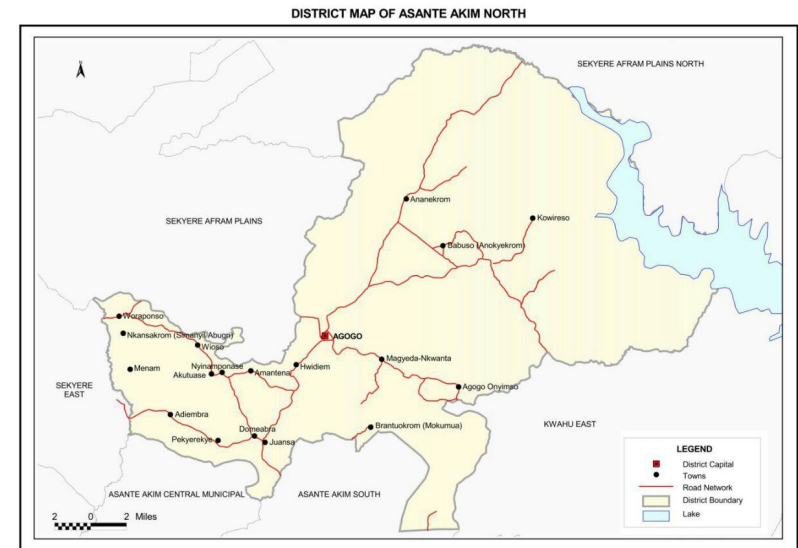 DISTRICT MAP OF ASANTE AKIM NORTH
N
SEKYERE AFRAM PLAINS NORTH
Ananekrom
Kowireso
SEKYERE AFRAM PLAINS
Babuso (Anokyekrom)
Woraponso
Nkansakrom (Simanyi Abugri)
AGOGO
Wioso
Magyeda-Nkwanta
Menam
Nyinamponase
Akutuase
Amantena
Hwidiem
SEKYERE
EAST
Agogo Onyimso
Adiembra
Domeabra
Brantuokrom (Mokumua)
KWAHU EAST
Pekyerekye
Juansa
ASANTE AKIM CENTRAL MUNICIPAL
ASANTE AKIM SOUTH
2 0 2 Miles
LEGEND
District Capital
Towns
Road Network
District Boundary
Lake